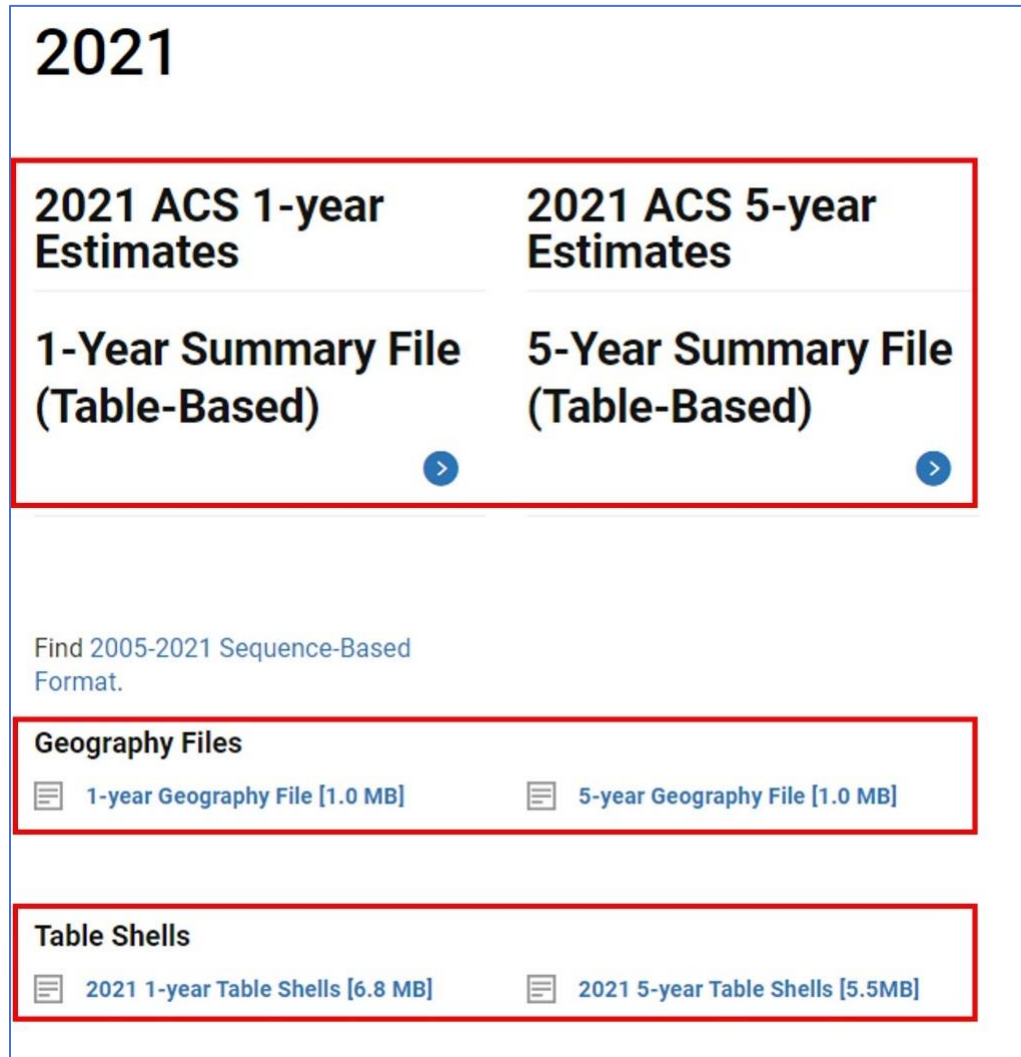 2021
2021 ACS 1-year
Estimates
2021 ACS 5-year
Estimates
1-Year Summary File
(Table-Based)
5-Year Summary File
(Table-Based)
Find 2005-2021 Sequence-Based
Format.
Geography Files
1-year Geography File [1.0 MB]
5-year Geography File [1.0 MB]
Table Shells
2021 1-year Table Shells [6.8 MB]
2021 5-year Table Shells [5.5MB]